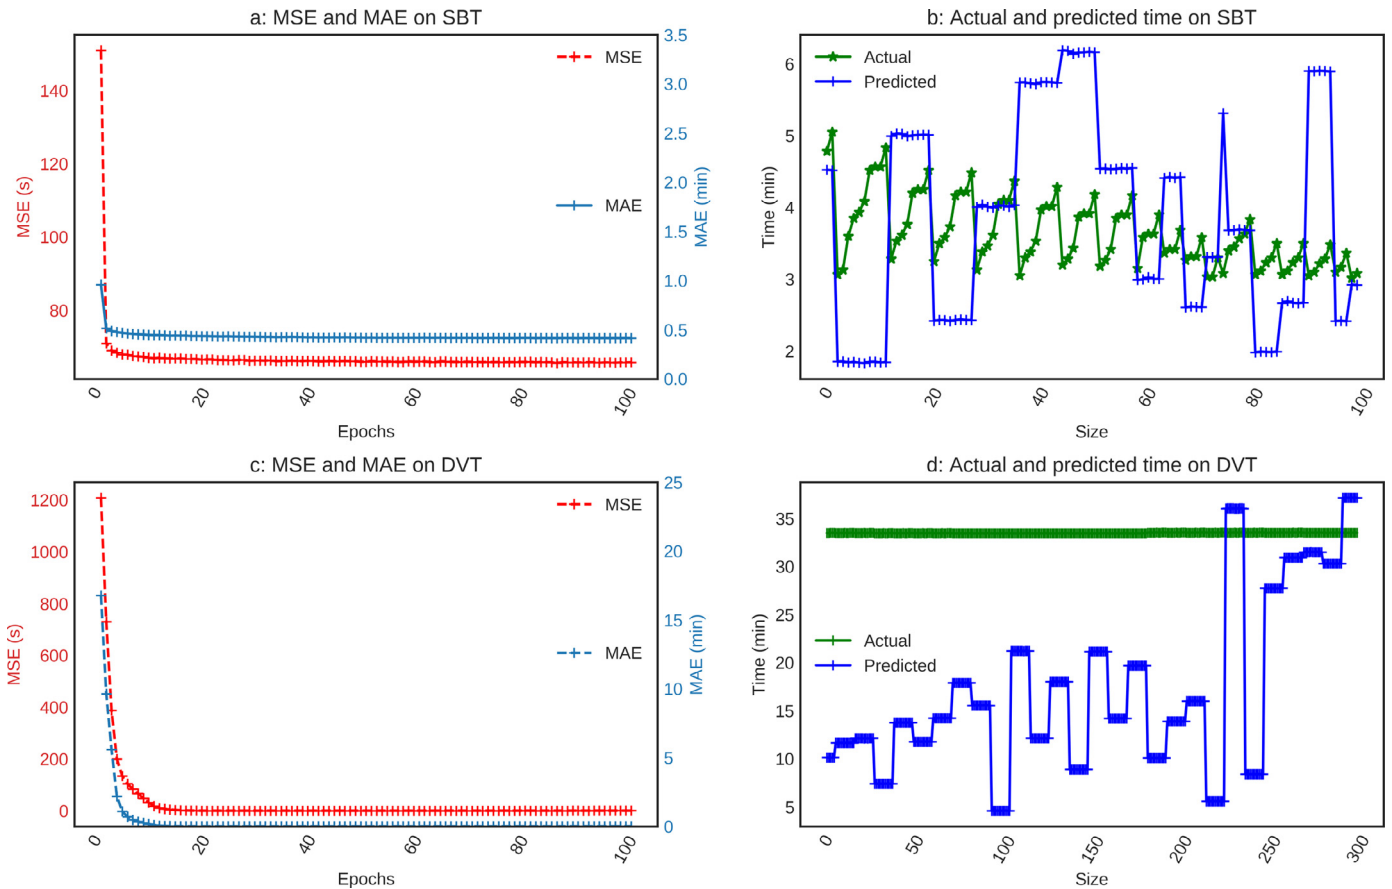 a: MSE and MAE on SBT
MSE
MAE
140
120
100
80
MSE (s)
3.5
3.0
2.5
2.0
1.5
1.0
0.5
0.0
MAE (min)
0
20
40
60
80
100
Epochs
b: Actual and predicted time on SBT
Actual
Predicted
6
5
4
3
2
Time (min)
0
20
40
60
80
100
Size
c: MSE and MAE on DVT
MSE
MAE
1200
1000
800
600
400
200
0
MSE (s)
25
20
15
10
5
0
MAE (min)
0
20
40
60
80
100
Epochs
d: Actual and predicted time on DVT
Actual
Predicted
35
30
25
20
15
10
5
Time (min)
0
50
100
150
200
250
300
Size